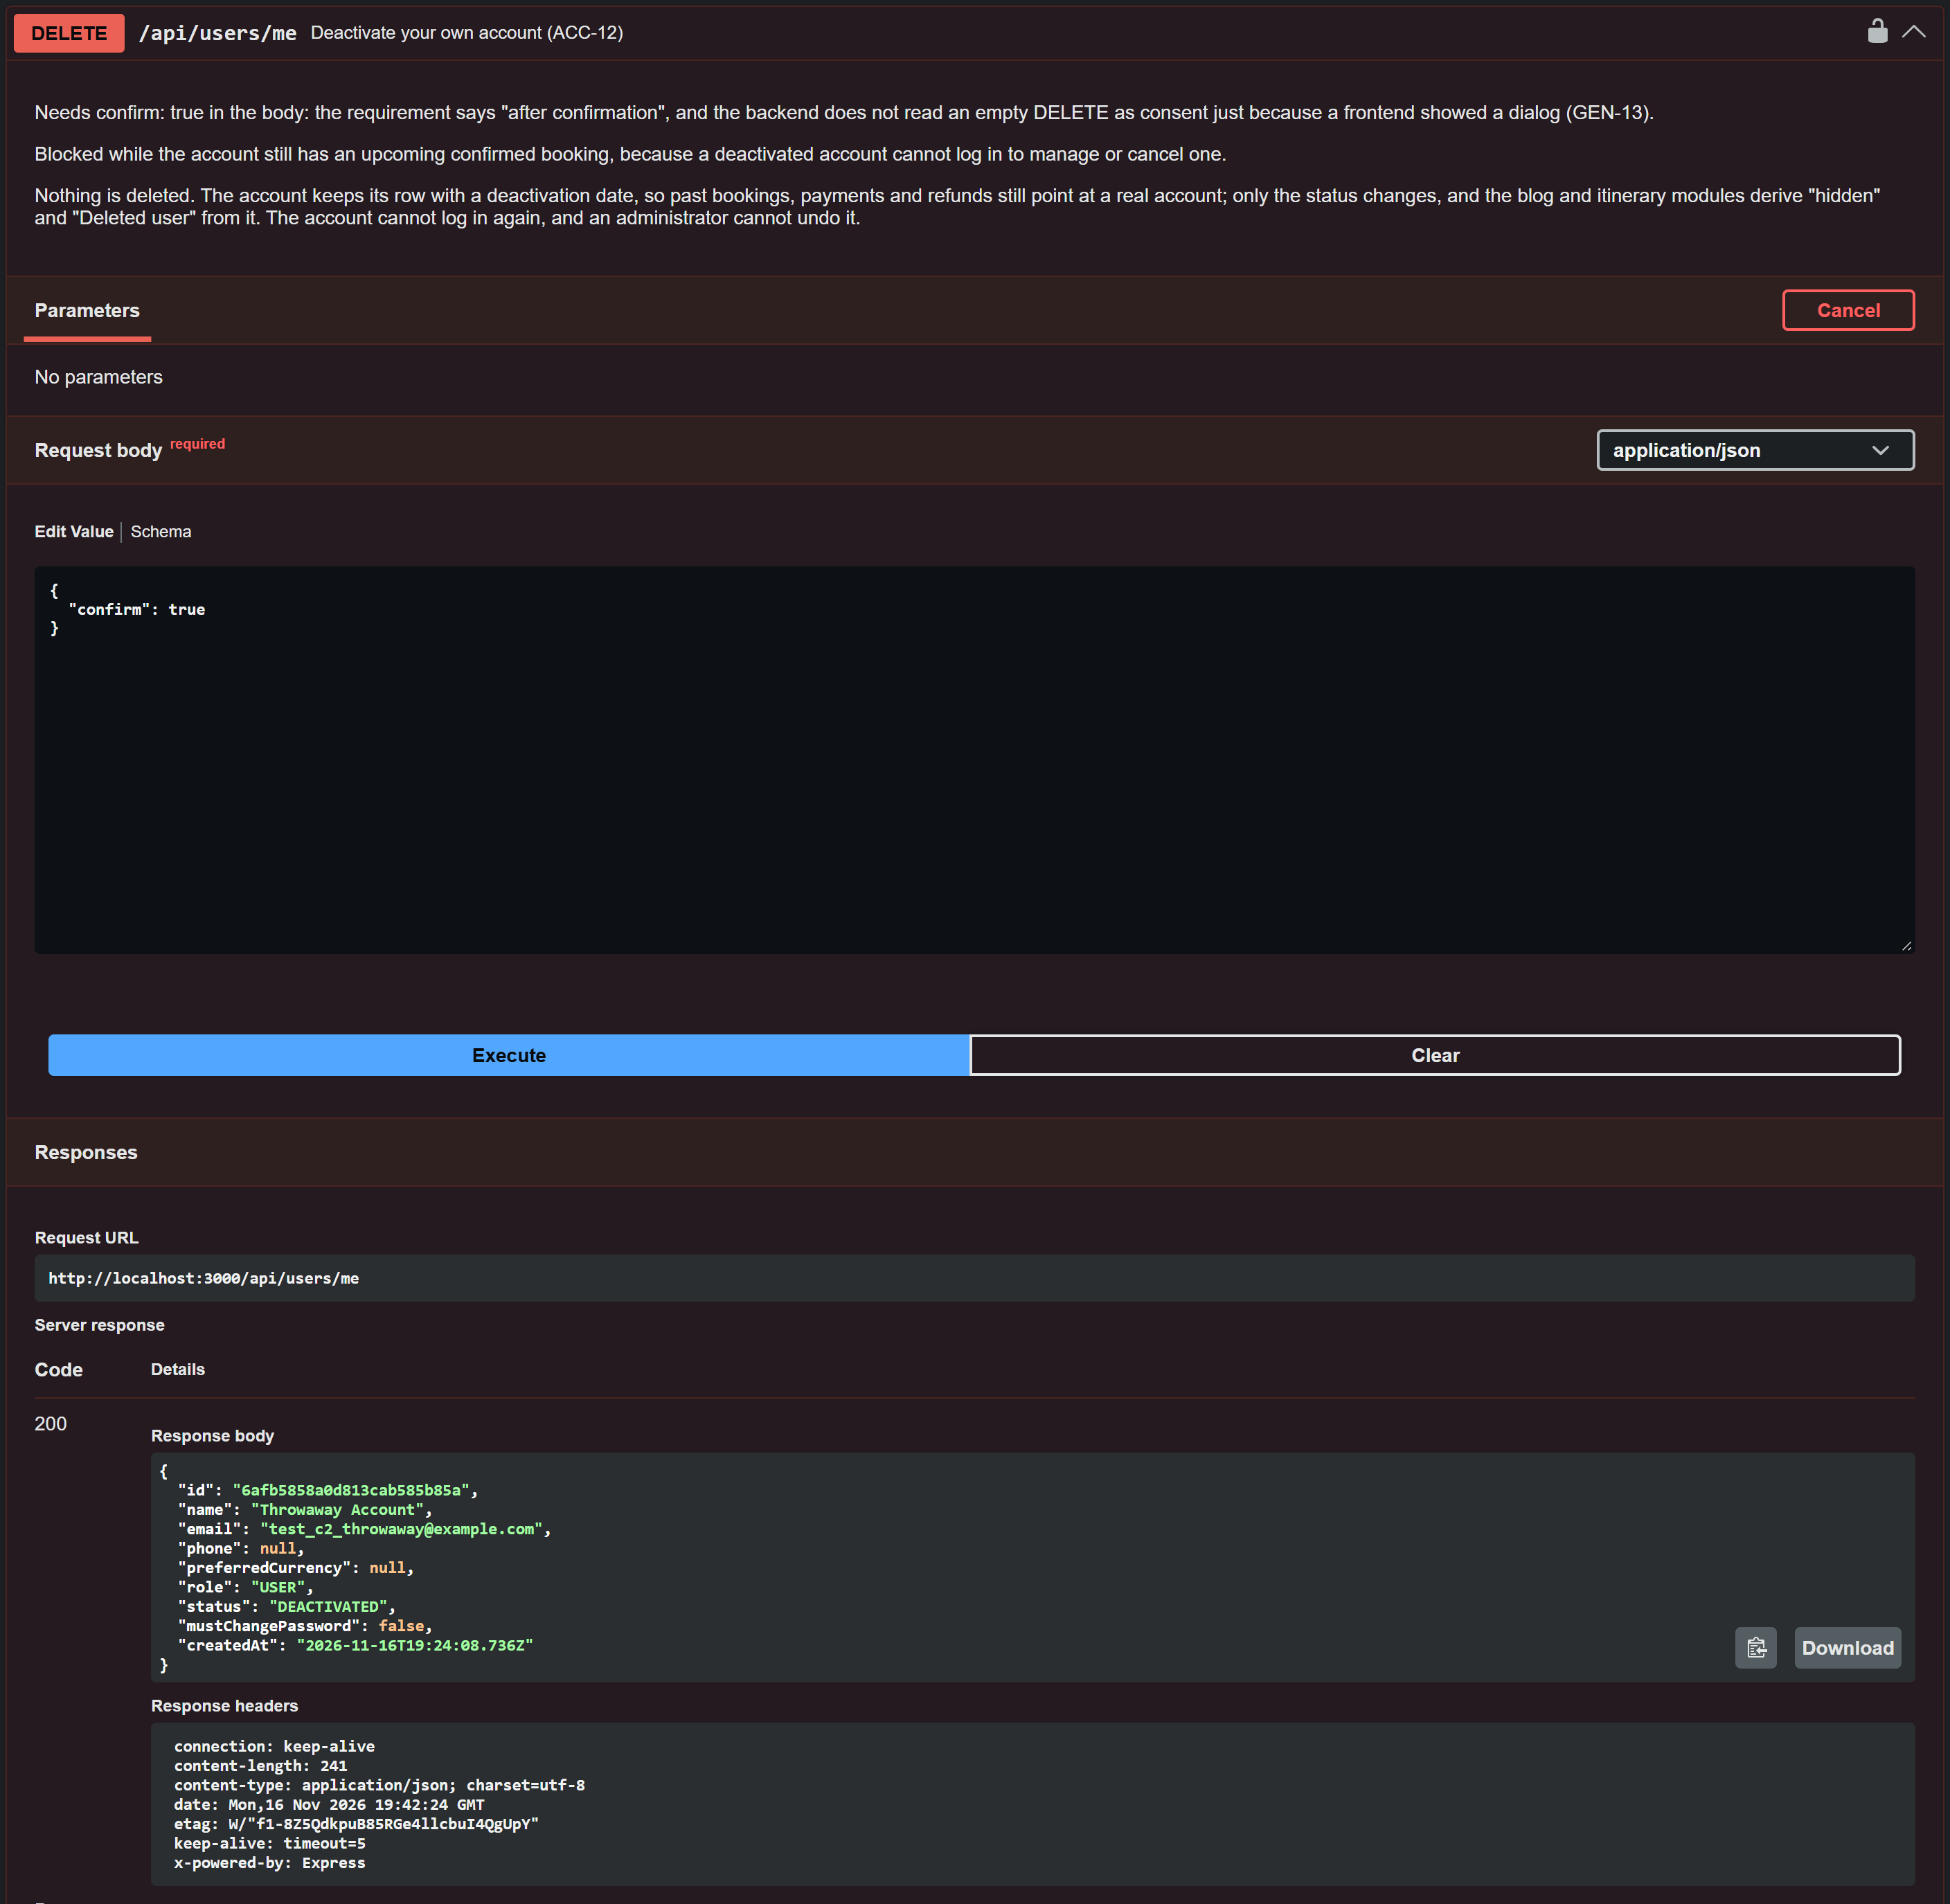 DELETE /api/users/me Deactivate your own account (ACC-12)
Needs confirm: true in the body: the requirement says "after confirmation", and the backend does not read an empty DELETE as consent just because a frontend showed a dialog (GEN-13).
Blocked while the account still has an upcoming confirmed booking, because a deactivated account cannot log in to manage or cancel one.
Nothing is deleted. The account keeps its row with a deactivation date, so past bookings, payments and refunds still point at a real account; only the status changes, and the blog and itinerary modules derive "hidden"
and "Deleted user" from it. The account cannot log in again, and an administrator cannot undo it.
Parameters
Cancel
No parameters
Request body required
application/json
Edit Value | Schema
{
  "confirm": true
}
Execute
Clear
Responses
Request URL
http://localhost:3000/api/users/me
Server response
Code Details
200
Response body
{
  "id": "6afb5858a0d813cab585b85a",
  "name": "Throwaway Account",
  "email": "test_c2_throwaway@example.com",
  "phone": null,
  "preferredCurrency": null,
  "role": "USER",
  "status": "DEACTIVATED",
  "mustChangePassword": false,
  "createdAt": "2026-11-16T19:24:08.736Z"
}
Download
Response headers
connection: keep-alive
content-length: 241
content-type: application/json; charset=utf-8
date: Mon,16 Nov 2026 19:42:24 GMT
etag: W/"f1-8Z5QdkpuB85RGe4llcbuI4QgUpY"
keep-alive: timeout=5
x-powered-by: Express